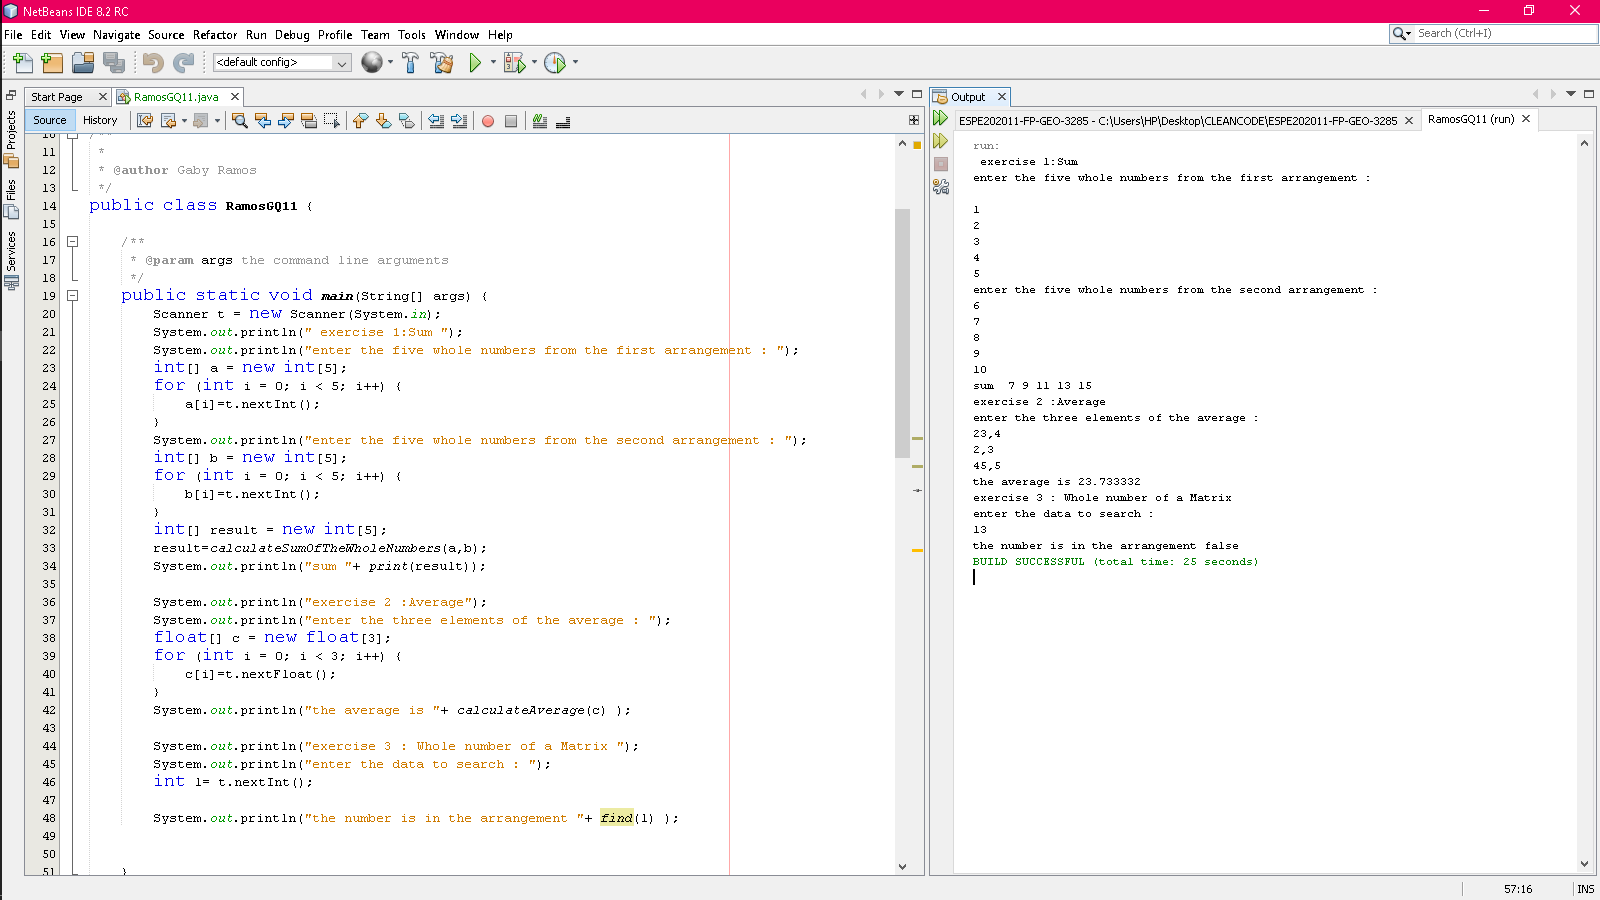 NetBeans IDE 8.2 RC
File Edit View Navigate Source Refactor Run Debug Profile Team Tools Window Help
Search (Ctrl+I)
<default config>
Start Page
RamosGQ11.java
Source History
Projects
Files
Services
10 /**
11 *
12 * @author Gaby Ramos
13 */
14 public class RamosGQ11 {
15
16 /**
17 * @param args the command line arguments
18 */
19 public static void main(String[] args) {
20 Scanner t = new Scanner(System.in);
21 System.out.println(" exercise 1:Sum ");
22 System.out.println("enter the five whole numbers from the first arrangement : ");
23 int[] a = new int[5];
24 for (int i = 0; i < 5; i++) {
25 a[i]=t.nextInt();
26 }
27 System.out.println("enter the five whole numbers from the second arrangement : ");
28 int[] b = new int[5];
29 for (int i = 0; i < 5; i++) {
30 b[i]=t.nextInt();
31 }
32 int[] result = new int[5];
33 result=calculateSumOfTheWholeNumbers(a,b);
34 System.out.println("sum "+ print(result));
35
36 System.out.println("exercise 2 :Average");
37 System.out.println("enter the three elements of the average : ");
38 float[] c = new float[3];
39 for (int i = 0; i < 3; i++) {
40 c[i]=t.nextFloat();
41 }
42 System.out.println("the average is "+ calculateAverage(c) );
43
44 System.out.println("exercise 3 : Whole number of a Matrix ");
45 System.out.println("enter the data to search : ");
46 int l= t.nextInt();
47
48 System.out.println("the number is in the arrangement "+ find(l) );
49
50
51 }
Output
ESPE202011-FP-GEO-3285 - C:\Users\HP\Desktop\CLEANCODE\ESPE202011-FP-GEO-3285
RamosGQ11 (run)
run:
exercise 1:Sum
enter the five whole numbers from the first arrangement :
1
2
3
4
5
enter the five whole numbers from the second arrangement :
6
7
8
9
10
sum  7 9 11 13 15
exercise 2 :Average
enter the three elements of the average :
23,4
2,3
45,5
the average is 23.733332
exercise 3 : Whole number of a Matrix
enter the data to search :
13
the number is in the arrangement false
BUILD SUCCESSFUL (total time: 25 seconds)
57:16
INS